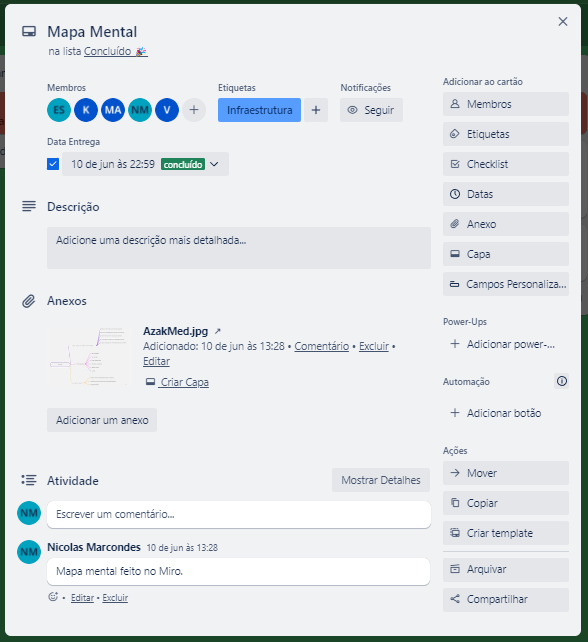 Mapa Mental
na lista Concluído 🎉
Membros
ES K MA NM V +
Etiquetas
Infraestrutura +
Notificações
Seguir
Data Entrega
10 de jun às 22:59 concluído
Descrição
Adicione uma descrição mais detalhada...
Anexos
AzakMed.jpg ↗
Adicionado: 10 de jun às 13:28 • Comentário • Excluir •
Editar
Criar Capa
Adicionar um anexo
Atividade
Mostrar Detalhes
NM
Escrever um comentário...
NM
Nicolas Marcondes 10 de jun às 13:28
Mapa mental feito no Miro.
• Editar • Excluir
Adicionar ao cartão
Membros
Etiquetas
Checklist
Datas
Anexo
Capa
Campos Personaliza...
Power-Ups
+ Adicionar power-...
Automação
+ Adicionar botão
Ações
Mover
Copiar
Criar template
Arquivar
Compartilhar